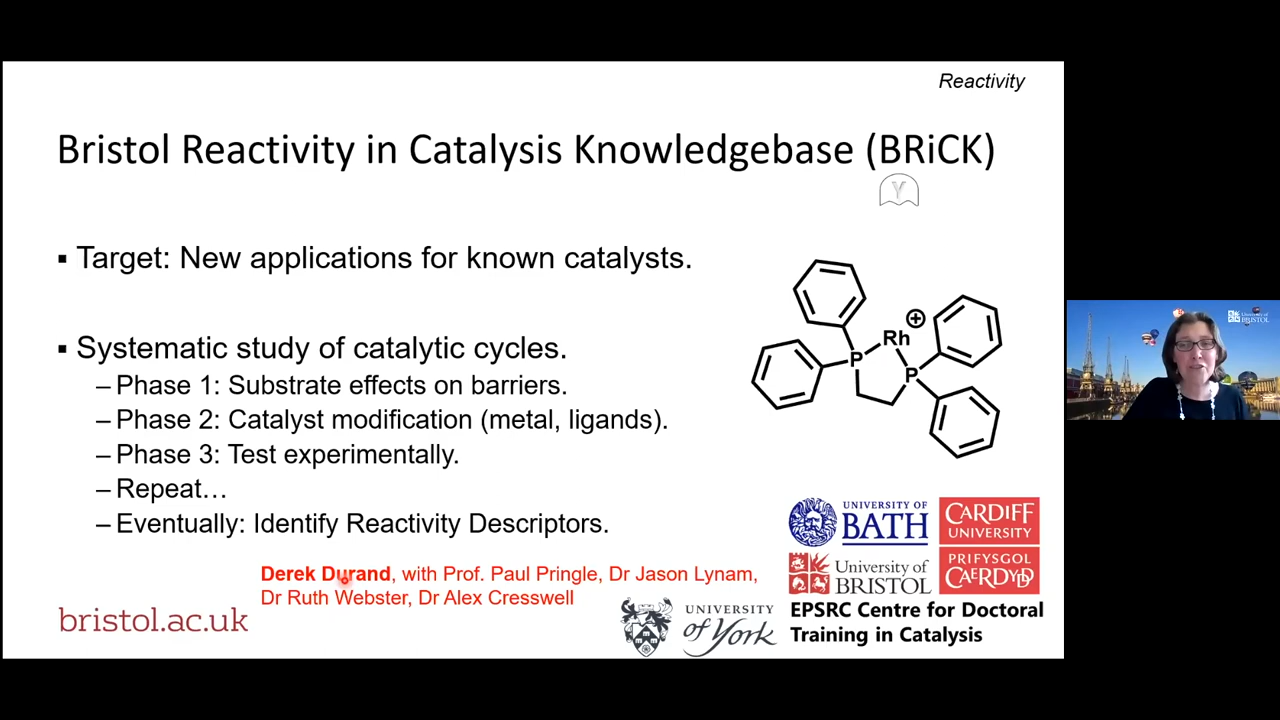 Reactivity
Bristol Reactivity in Catalysis Knowledgebase (BRiCK)
▪ Target: New applications for known catalysts.
▪ Systematic study of catalytic cycles.
– Phase 1: Substrate effects on barriers.
– Phase 2: Catalyst modification (metal, ligands).
– Phase 3: Test experimentally.
– Repeat…
– Eventually: Identify Reactivity Descriptors.
Rh
+
P
P
University of
BRISTOL
UNIVERSITY OF
BATH
CARDIFF
UNIVERSITY
PRIFYSGOL
CAERDYDD
University of
BRISTOL
Derek Durand, with Prof. Paul Pringle, Dr Jason Lynam,
Dr Ruth Webster, Dr Alex Cresswell
bristol.ac.uk
UNIVERSITY
of York
EPSRC Centre for Doctoral
Training in Catalysis